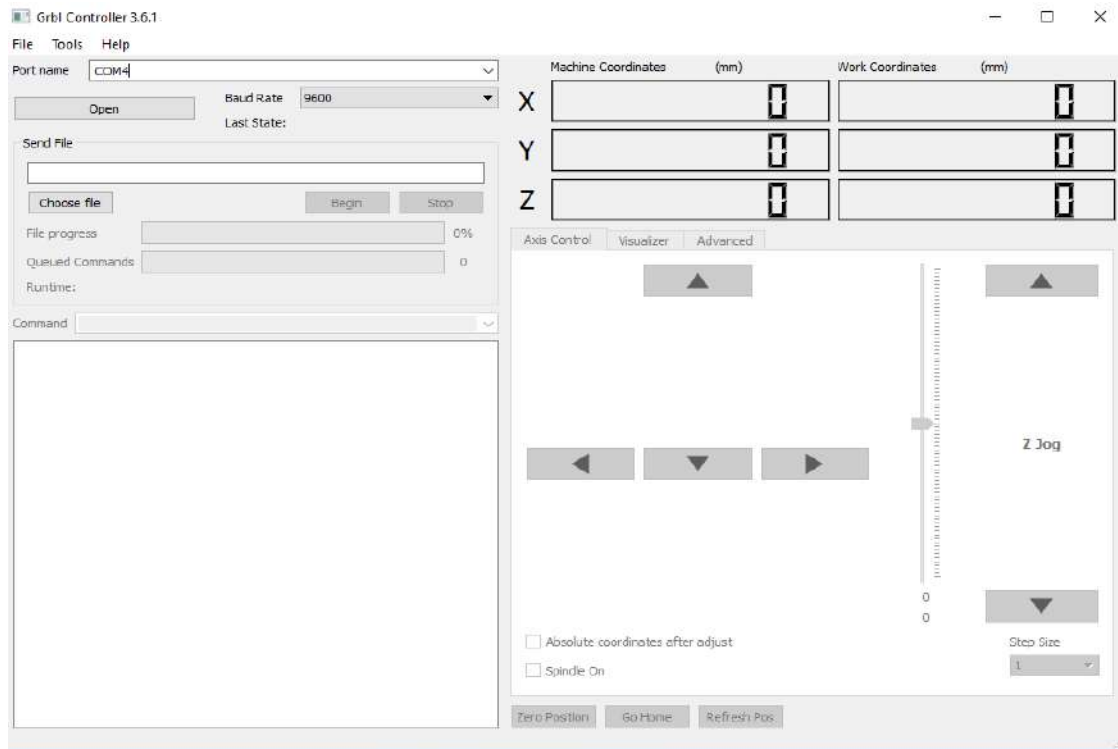 Grbl Controller 3.6.1
File Tools Help
Port name COM4
Open
Baud Rate 9600
Last State:
Send File
Choose file Begin Stop
File progress 0%
Queued Commands 0
Runtime:
Command
Machine Coordinates (mm) Work Coordinates (mm)
X 0 0
Y 0 0
Z 0 0
Axis Control Visualizer Advanced
Z Jog
0
0
Absolute coordinates after adjust
Spindle On
Step Size
1
Zero Position Go Home Refresh Pos